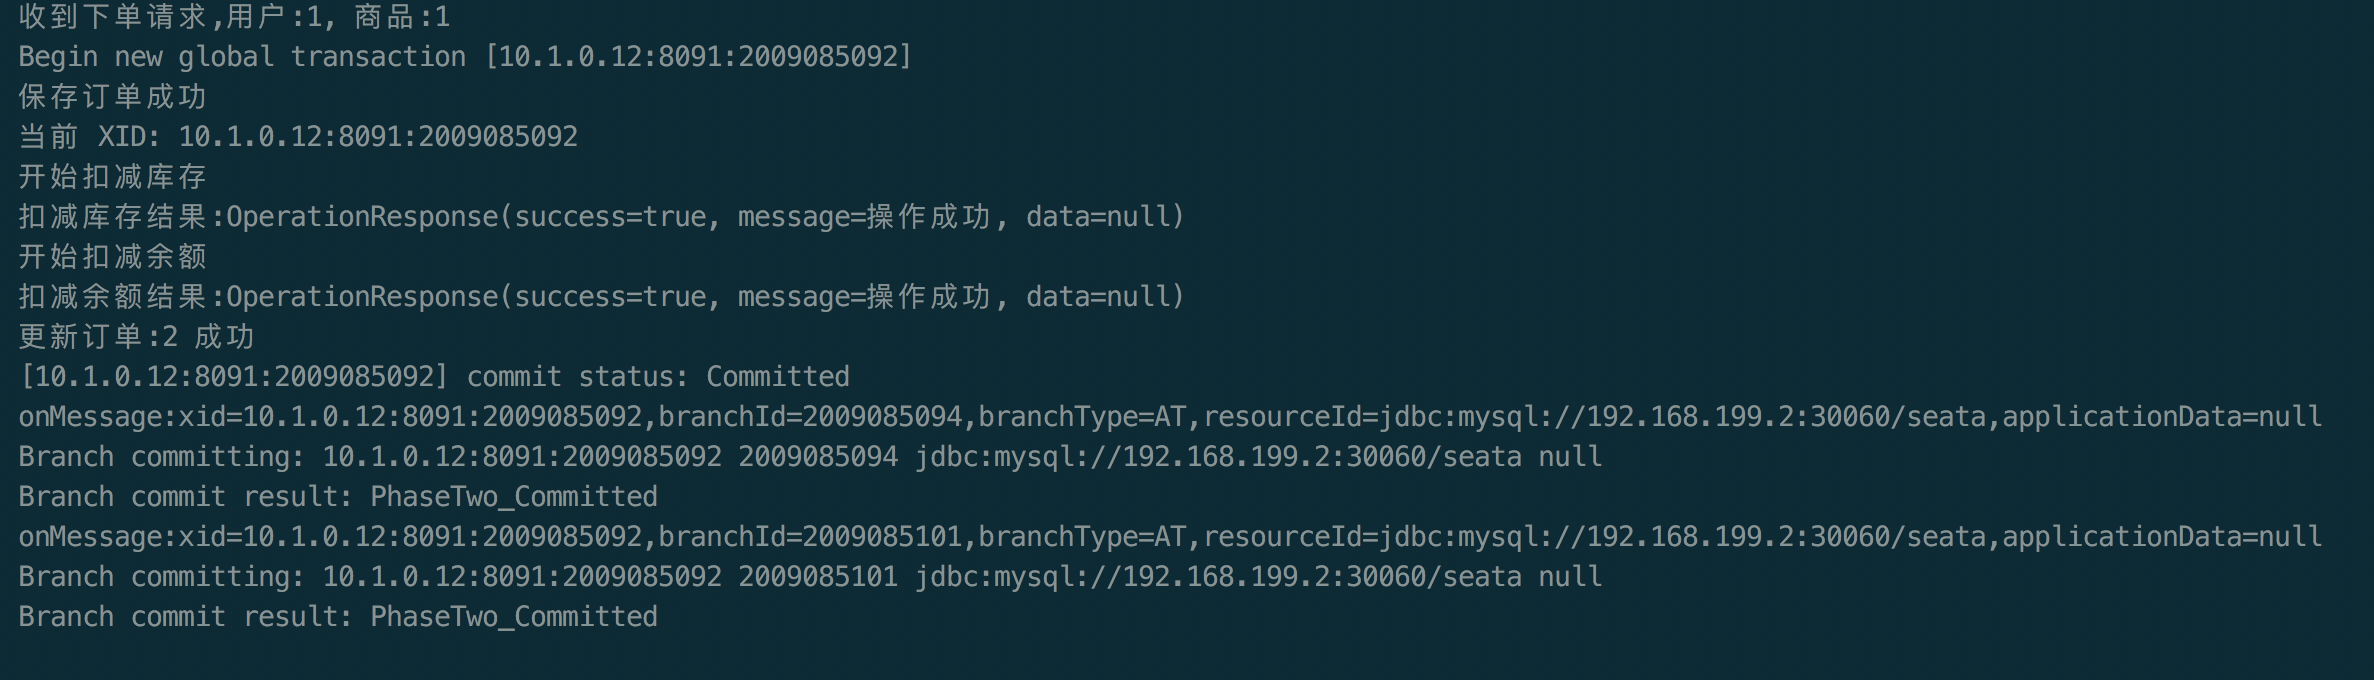 收到下单请求,用户:1, 商品:1
Begin new global transaction [10.1.0.12:8091:2009085092]
保存订单成功
当前 XID: 10.1.0.12:8091:2009085092
开始扣减库存
扣减库存结果:OperationResponse(success=true, message=操作成功, data=null)
开始扣减余额
扣减余额结果:OperationResponse(success=true, message=操作成功, data=null)
更新订单:2 成功
[10.1.0.12:8091:2009085092] commit status: Committed
onMessage:xid=10.1.0.12:8091:2009085092,branchId=2009085094,branchType=AT,resourceId=jdbc:mysql://192.168.199.2:30060/seata,applicationData=null
Branch committing: 10.1.0.12:8091:2009085092 2009085094 jdbc:mysql://192.168.199.2:30060/seata null
Branch commit result: PhaseTwo_Committed
onMessage:xid=10.1.0.12:8091:2009085092,branchId=2009085101,branchType=AT,resourceId=jdbc:mysql://192.168.199.2:30060/seata,applicationData=null
Branch committing: 10.1.0.12:8091:2009085092 2009085101 jdbc:mysql://192.168.199.2:30060/seata null
Branch commit result: PhaseTwo_Committed